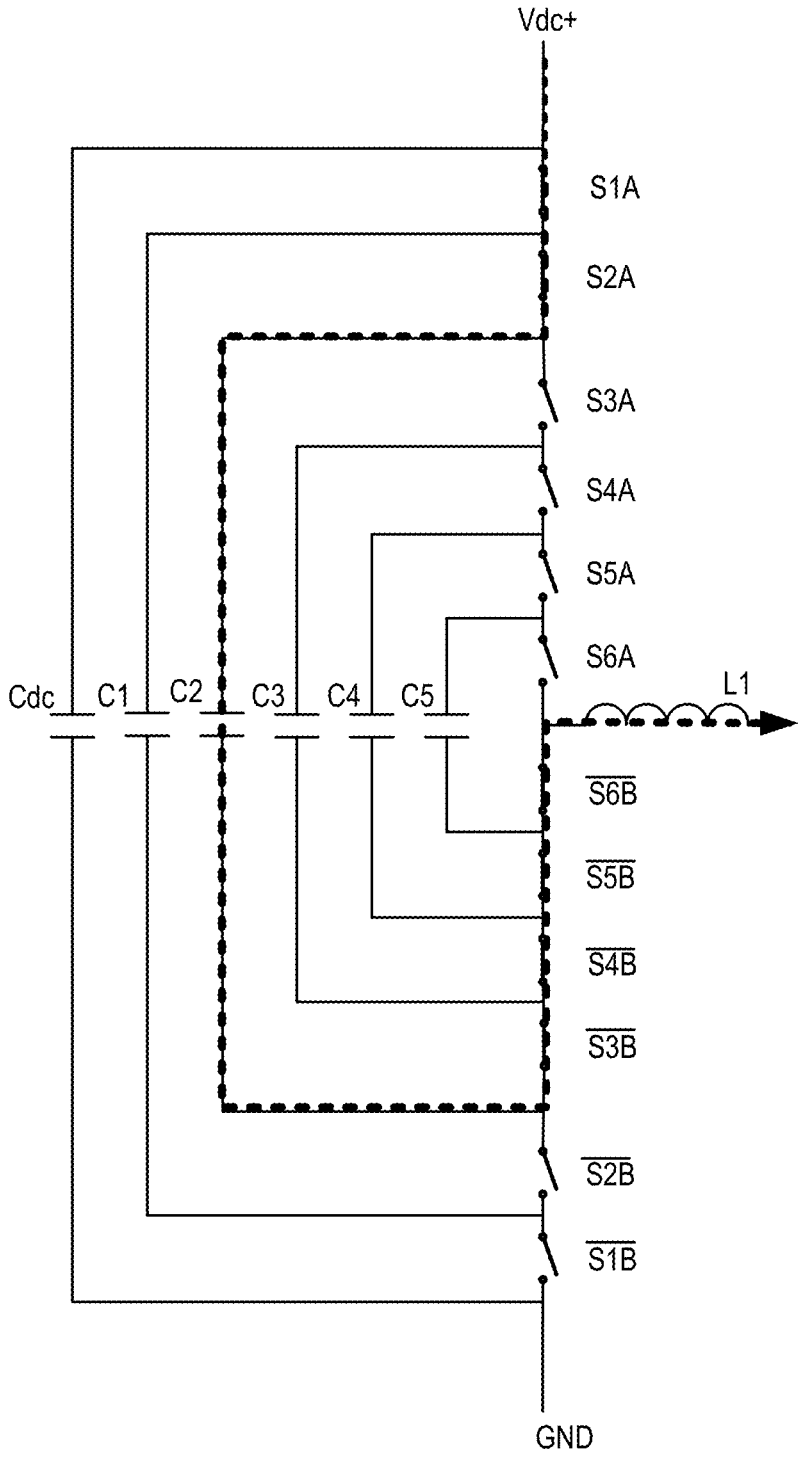 Vdc+
S1A
S2A
S3A
S4A
S5A
S6A
Cdc C1 C2 C3 C4 C5 L1
S6B
S5B
S4B
S3B
S2B
S1B
GND